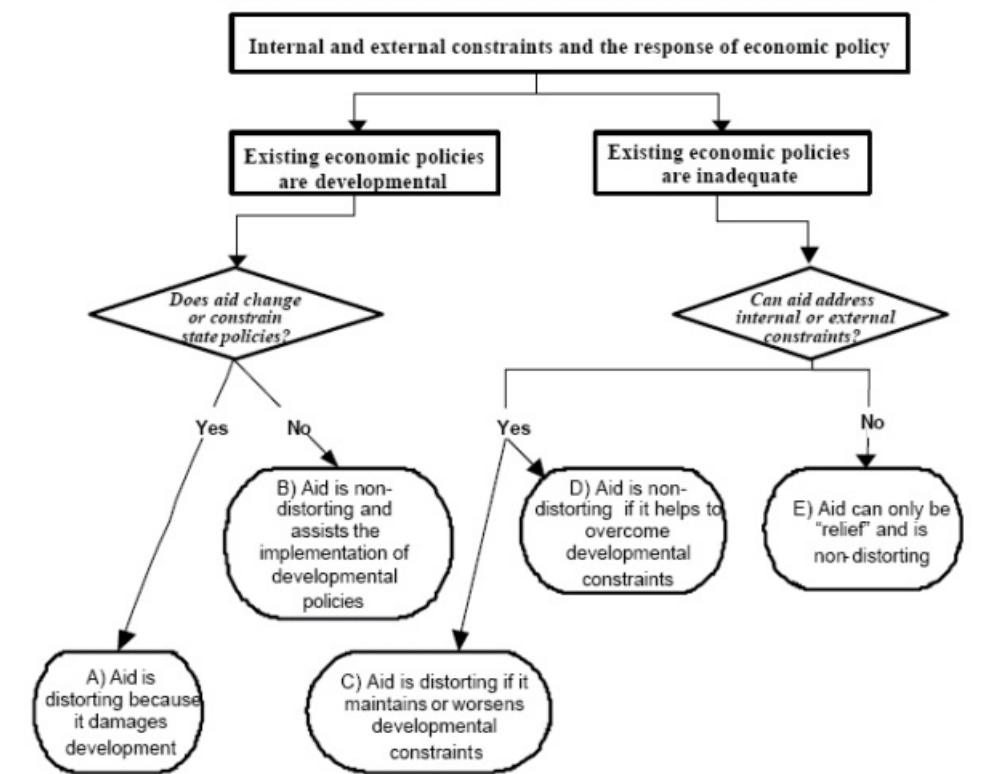 Internal and external constraints and the response of economic policy
Existing economic policies
are developmental
Existing economic policies
are inadequate
Does aid change
or constrain
state policies?
Can aid address
internal or external
constraints?
Yes
No
Yes
No
B) Aid is non-
distorting and
assists the
implementation of
developmental
policies
D) Aid is non-
distorting if it helps to
overcome
developmental
constraints
E) Aid can only be
"relief" and is
non-distorting
A) Aid is
distorting because
it damages
development
C) Aid is distorting if it
maintains or worsens
developmental
constraints